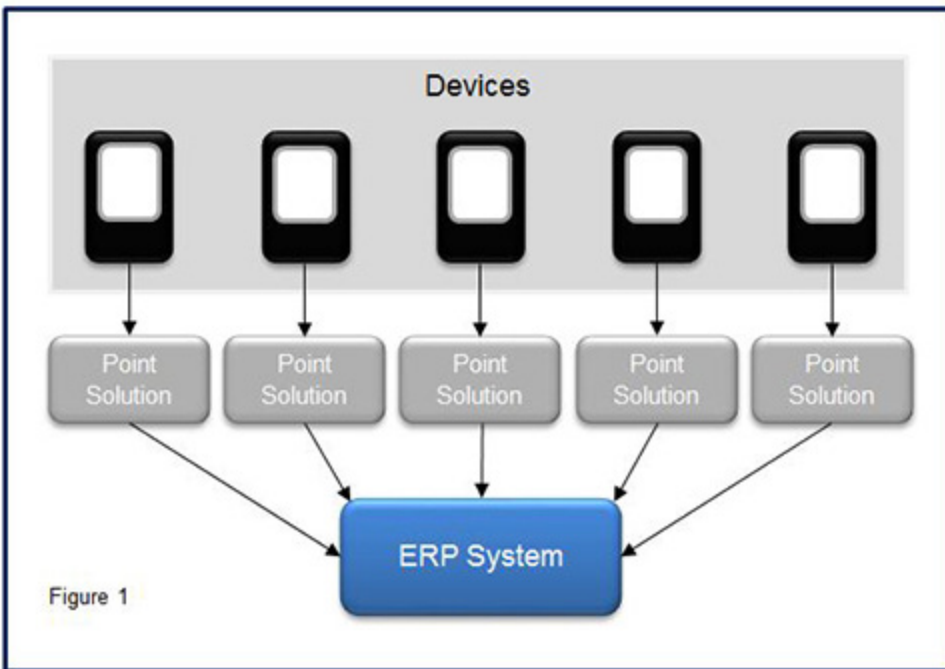 Devices
Point Point Point Point Point
Solution Solution Solution Solution Solution
ERP System
Figure 1